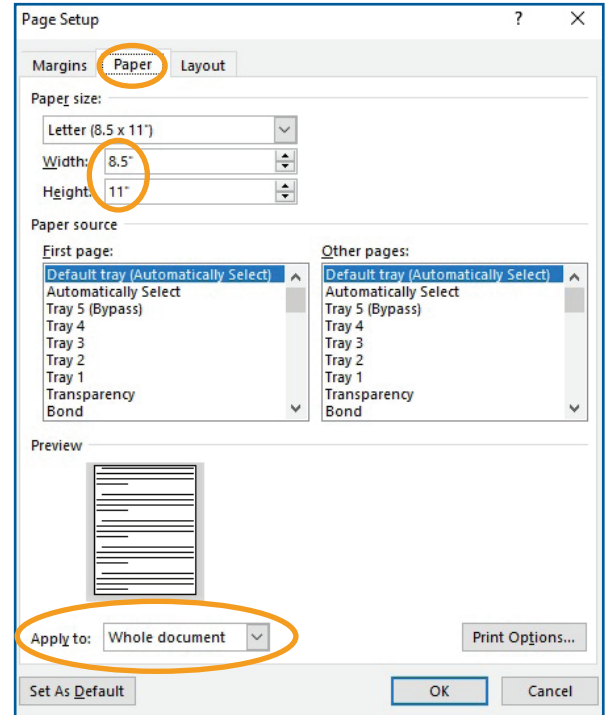 Page Setup ? X
Margins Paper Layout
Paper size:
Letter (8.5 x 11")
Width: 8.5"
Height: 11"
Paper source
First page: Other pages:
Default tray (Automatically Select) Default tray (Automatically Select)
Automatically Select Automatically Select
Tray 5 (Bypass) Tray 5 (Bypass)
Tray 4 Tray 4
Tray 3 Tray 3
Tray 2 Tray 2
Tray 1 Tray 1
Transparency Transparency
Bond Bond
Preview
Apply to: Whole document Print Options...
Set As Default OK Cancel